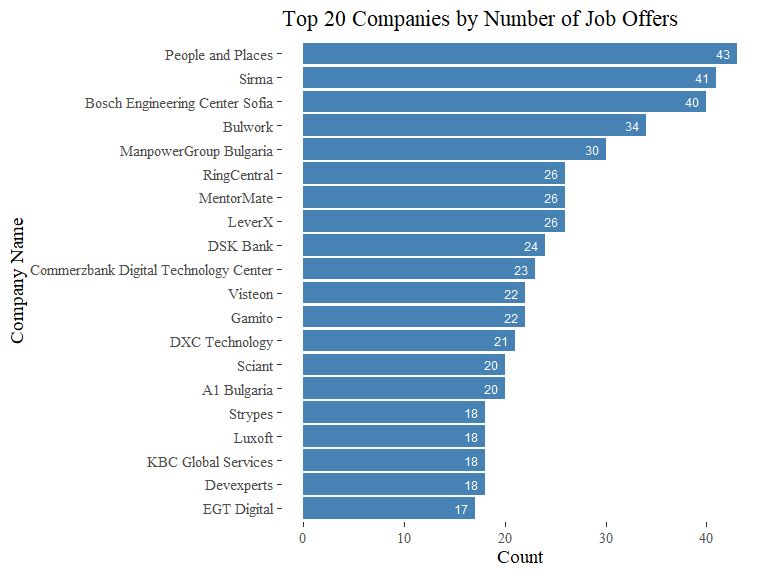 Top 20 Companies by Number of Job Offers
Company Name
People and Places 43
Sirma 41
Bosch Engineering Center Sofia 40
Bulwork 34
ManpowerGroup Bulgaria 30
RingCentral 26
MentorMate 26
LeverX 26
DSK Bank 24
Commerzbank Digital Technology Center 23
Visteon 22
Gamito 22
DXC Technology 21
Sciant 20
A1 Bulgaria 20
Strypes 18
Luxoft 18
KBC Global Services 18
Devexperts 18
EGT Digital 17
0 10 20 30 40
Count